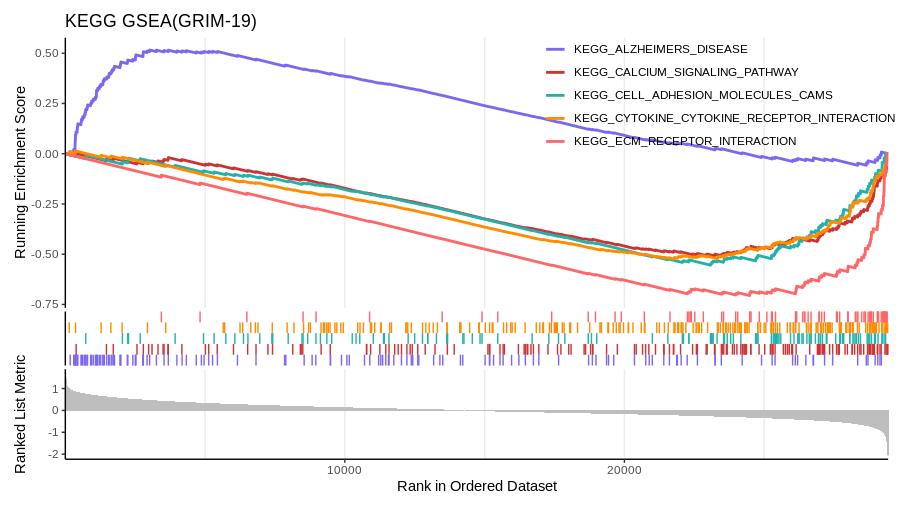 KEGG GSEA(GRIM-19)
KEGG_ALZHEIMERS_DISEASE
KEGG_CALCIUM_SIGNALING_PATHWAY
KEGG_CELL_ADHESION_MOLECULES_CAMS
KEGG_CYTOKINE_CYTOKINE_RECEPTOR_INTERACTION
KEGG_ECM_RECEPTOR_INTERACTION
Running Enrichment Score
0.50
0.25
0.00
-0.25
-0.50
-0.75
Ranked List Metric
1
0
-1
-2
10000
20000
Rank in Ordered Dataset